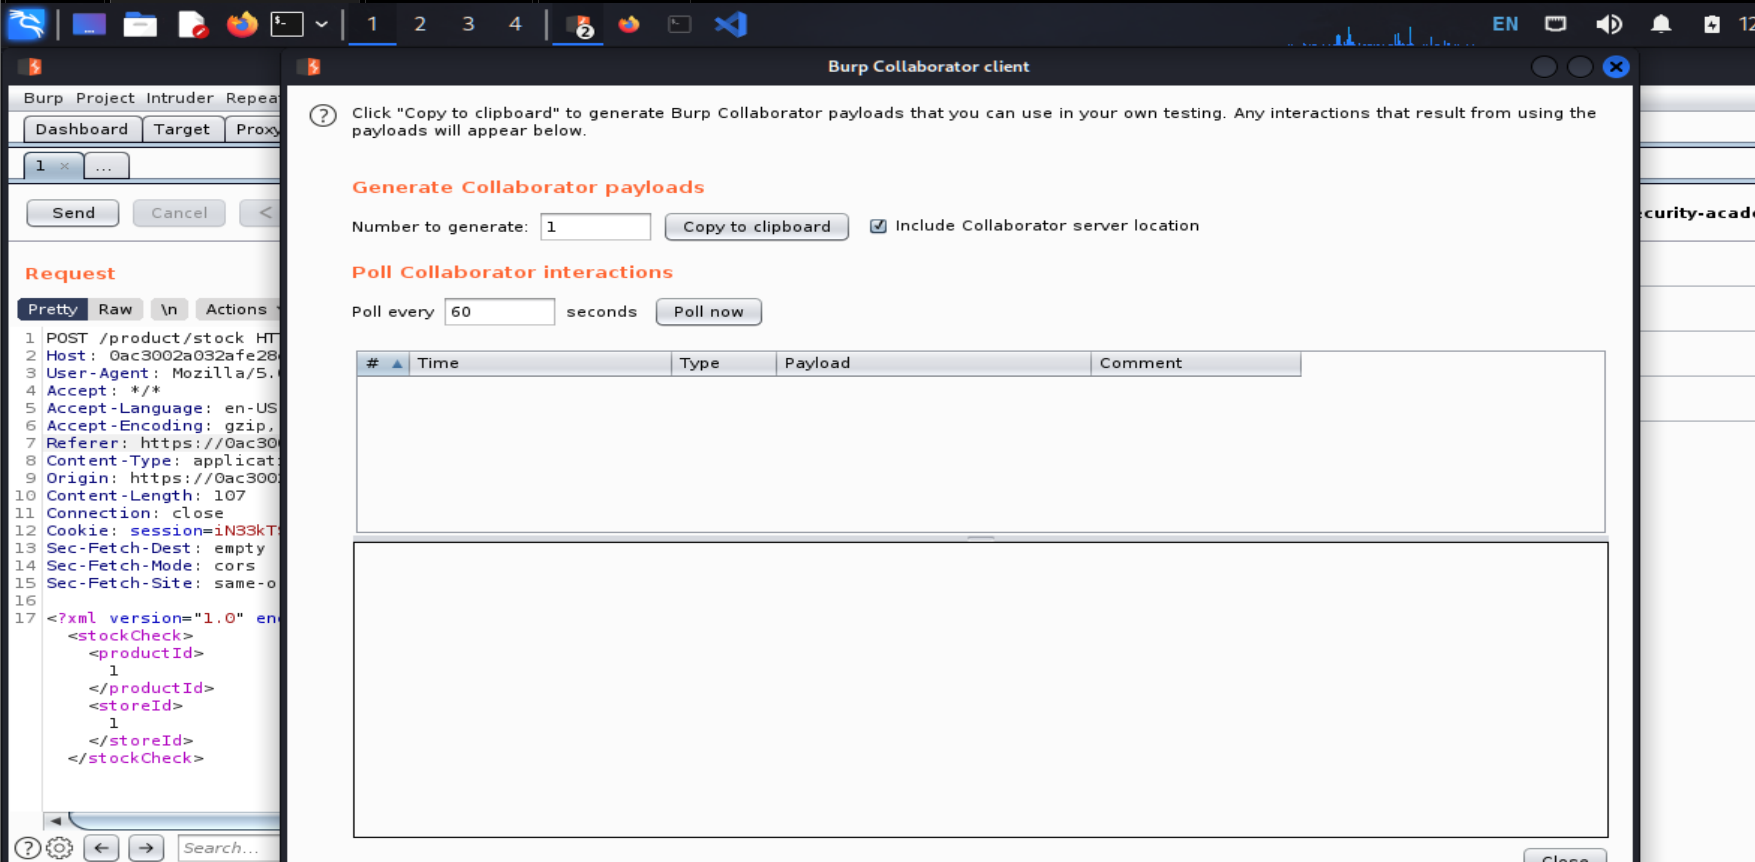 1 2 3 4 2 EN 12
Burp Collaborator client
Burp Project Intruder Repea
Dashboard Target Proxy
1 × ...
Send Cancel <
Click "Copy to clipboard" to generate Burp Collaborator payloads that you can use in your own testing. Any interactions that result from using the
payloads will appear below.
Generate Collaborator payloads
Number to generate: 1 Copy to clipboard Include Collaborator server location
curity-acade
Poll Collaborator interactions
Poll every 60 seconds Poll now
# Time Type Payload Comment
Request
Pretty Raw \n Actions
1 POST /product/stock HT
2 Host: 0ac3002a032afe28
3 User-Agent: Mozilla/5.
4 Accept: */*
5 Accept-Language: en-US
6 Accept-Encoding: gzip,
7 Referer: https://0ac300
8 Content-Type: applicati
9 Origin: https://0ac3002
10 Content-Length: 107
11 Connection: close
12 Cookie: session=iN33kTS
13 Sec-Fetch-Dest: empty
14 Sec-Fetch-Mode: cors
15 Sec-Fetch-Site: same-o
16
17 <?xml version="1.0" enc
<stockCheck>
<productId>
1
</productId>
<storeId>
1
</storeId>
</stockCheck>
Search...
Close